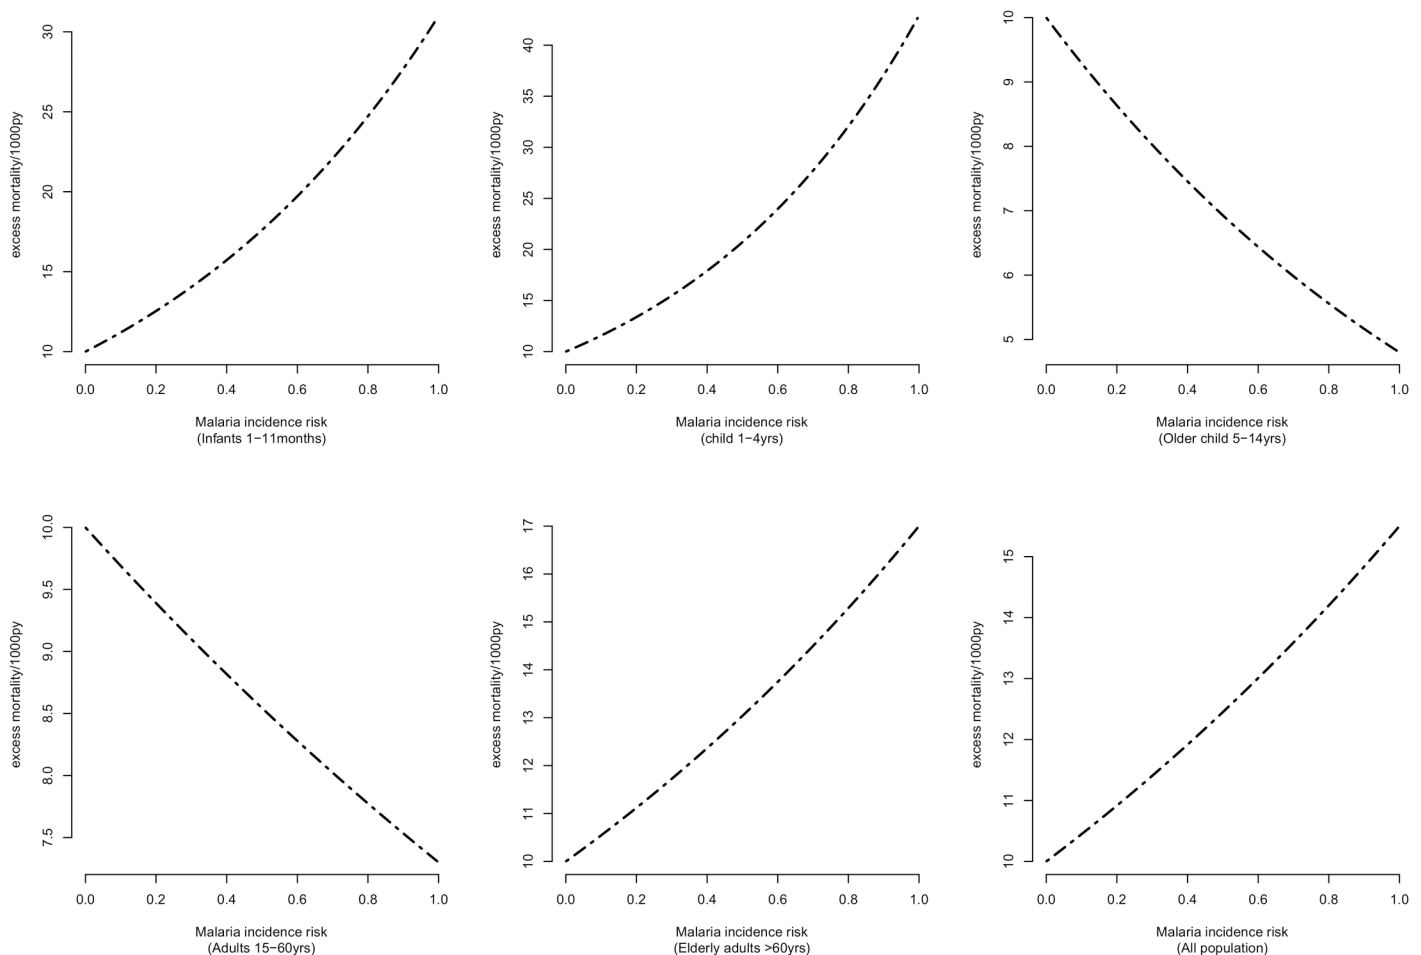 excess mortality/1000py
30
25
20
15
10
0.0 0.2 0.4 0.6 0.8 1.0
Malaria incidence risk
(Infants 1−11months)
excess mortality/1000py
40
35
30
25
20
15
10
0.0 0.2 0.4 0.6 0.8 1.0
Malaria incidence risk
(child 1−4yrs)
excess mortality/1000py
10
9
8
7
6
5
0.0 0.2 0.4 0.6 0.8 1.0
Malaria incidence risk
(Older child 5−14yrs)
excess mortality/1000py
10.0
9.5
9.0
8.5
8.0
7.5
0.0 0.2 0.4 0.6 0.8 1.0
Malaria incidence risk
(Adults 15−60yrs)
excess mortality/1000py
17
16
15
14
13
12
11
10
0.0 0.2 0.4 0.6 0.8 1.0
Malaria incidence risk
(Elderly adults >60yrs)
excess mortality/1000py
15
14
13
12
11
10
0.0 0.2 0.4 0.6 0.8 1.0
Malaria incidence risk
(All population)